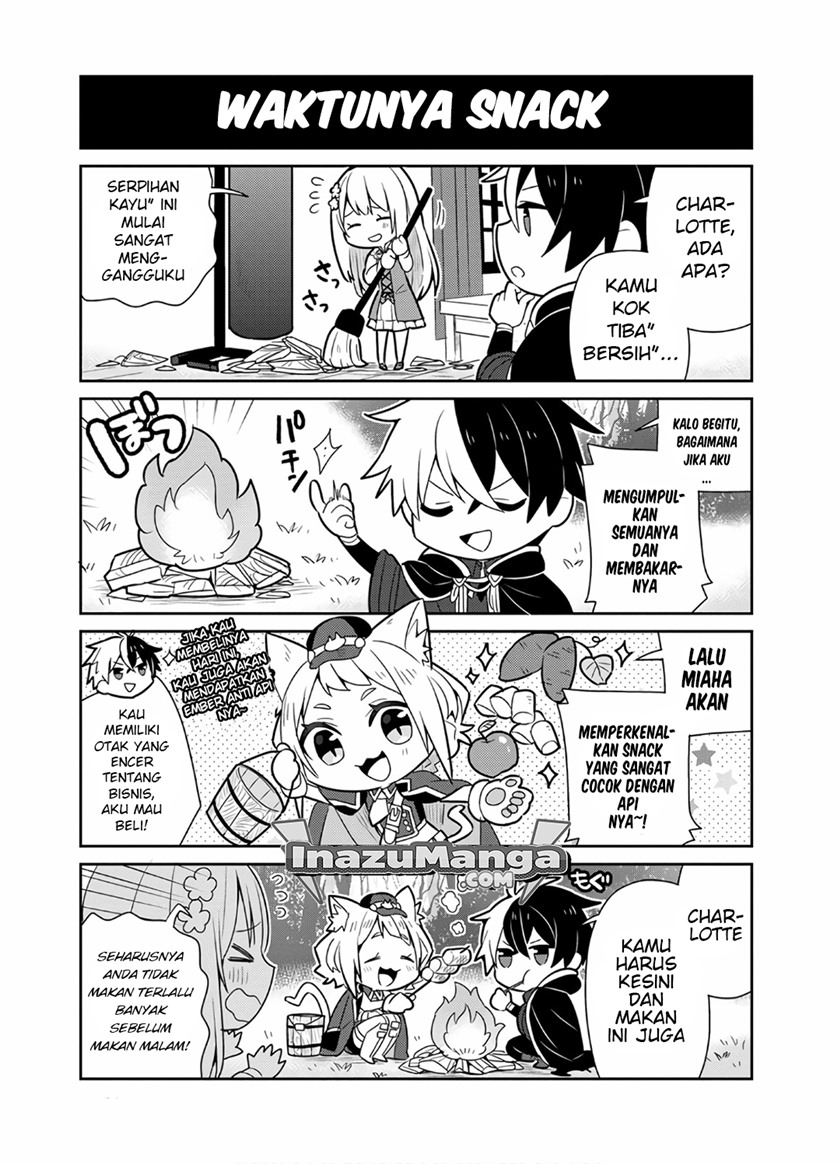 WAKTUNYA SNACK
CHAR-
LOTTE,
ADA
APA?
KAMU
KOK
TIBA"
BERSIH"...
さっ
さっ
SERPIHAN
KAYU" INI
MULAI
SANGAT
MENG-
GANGGUKU
KALO BEGITU,
BAGAIMANA
JIKA AKU
...
MENGUMPUL-
KAN
SEMUANYA
DAN
MEMBAKAR-
NYA
パチン
ぼっ
LALU
MIAHA
AKAN
MEMPERKENAL-
KAN SNACK
YANG SANGAT
COCOK DENGAN
API
NYA~!
JIKA KAU
MEMBELINYA
HARI INI,
KAU JUGA AKAN
MENDAPATKAN
EMBER ANTI API
NYA~
KAU
MEMILIKI
OTAK YANG
ENCER
TENTANG
BISNIS,
AKU MAU
BELI!
INAZUMANGA
.COM
CHAR-
LOTTE
KAMU
HARUS
KESINI
DAN
MAKAN
INI JUGA
もぐ
つつつ
SEHARUSNYA
ANDA TIDAK
MAKAN TERLALU
BANYAK
SEBELUM
MAKAN MALAM!